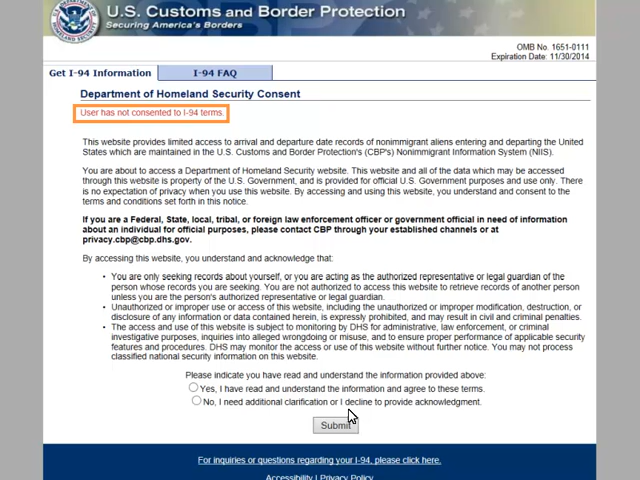 U.S. Customs and Border Protection
Securing America's Borders
OMB No. 1651-0111
Expiration Date: 11/30/2014
Get I-94 Information
I-94 FAQ
Department of Homeland Security Consent
User has not consented to I-94 terms.
This website provides limited access to arrival and departure date records of nonimmigrant aliens entering and departing the United
States which are maintained in the U.S. Customs and Border Protection's (CBP's) Nonimmigrant Information System (NIIS).
You are about to access a Department of Homeland Security website. This website and all of the data which may be accessed
through this website is property of the U.S. Government, and is provided for official U.S. Government purposes and use only. There
is no expectation of privacy when you use this website. By accessing and using this website, you understand and consent to the
terms and conditions set forth in this notice.
If you are a Federal, State, local, tribal, or foreign law enforcement officer or government official in need of information
about an individual for official purposes, please contact CBP through your established channels or at
privacy.cbp@cbp.dhs.gov.
By accessing this website, you understand and acknowledge that:
• You are only seeking records about yourself, or you are acting as the authorized representative or legal guardian of the
person whose records you are seeking. You are not authorized to access this website to retrieve records of another person
unless you are the person's authorized representative or legal guardian.
• Unauthorized or improper use or access of this website, including the unauthorized or improper modification, destruction, or
disclosure of any information or data contained herein, is expressly prohibited, and may result in civil and criminal penalties.
• The access and use of this website is subject to monitoring by DHS for administrative, law enforcement, or criminal
investigative purposes, inquiries into alleged wrongdoing or misuse, and to ensure proper performance of applicable security
features and procedures. DHS may monitor the access or use of this website without further notice. You may not process
classified national security information on this website.
Please indicate you have read and understand the information provided above:
Yes, I have read and understand the information and agree to these terms.
No, I need additional clarification or I decline to provide acknowledgment.
Submit
For inquiries or questions regarding your I-94, please click here.
Accessibility | Privacy Policy